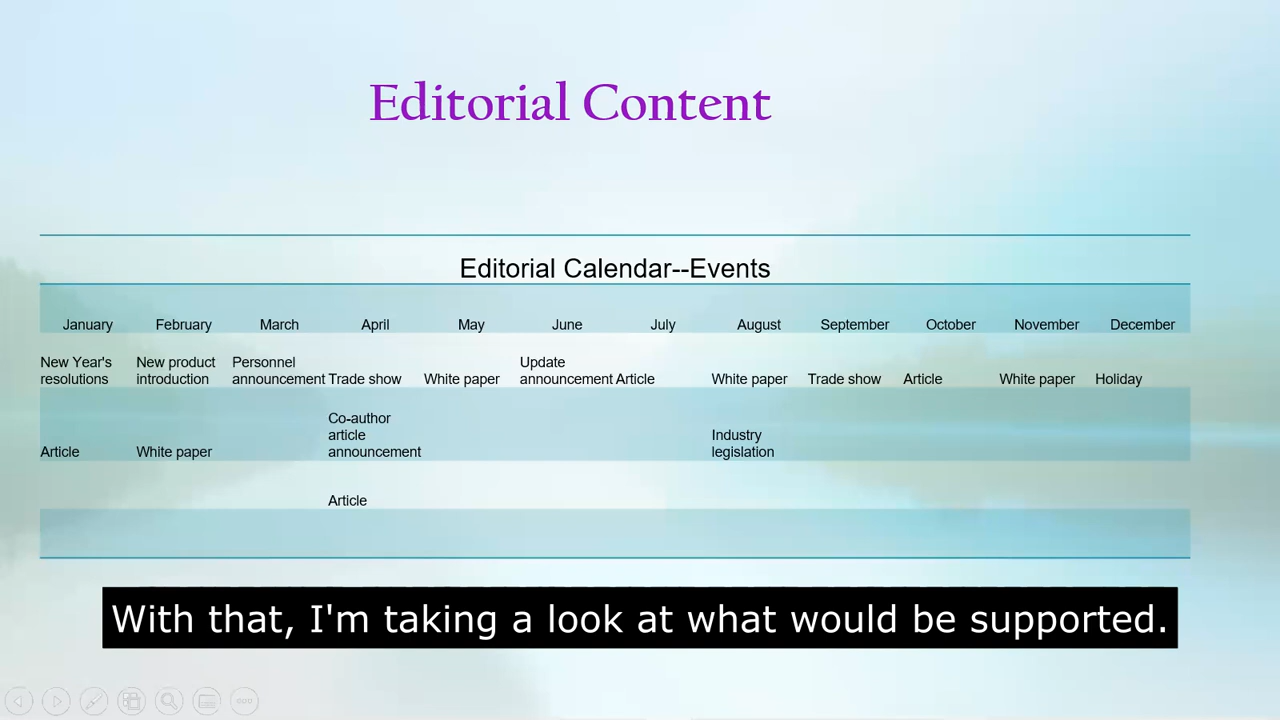 Editorial Content
Editorial Calendar--Events
January February March April May June July August September October November December
New Year's resolutions New product introduction Personnel announcement Trade show White paper Update announcement Article White paper Trade show Article White paper Holiday
Article White paper Co-author article announcement Industry legislation
Article
With that, I'm taking a look at what would be supported.